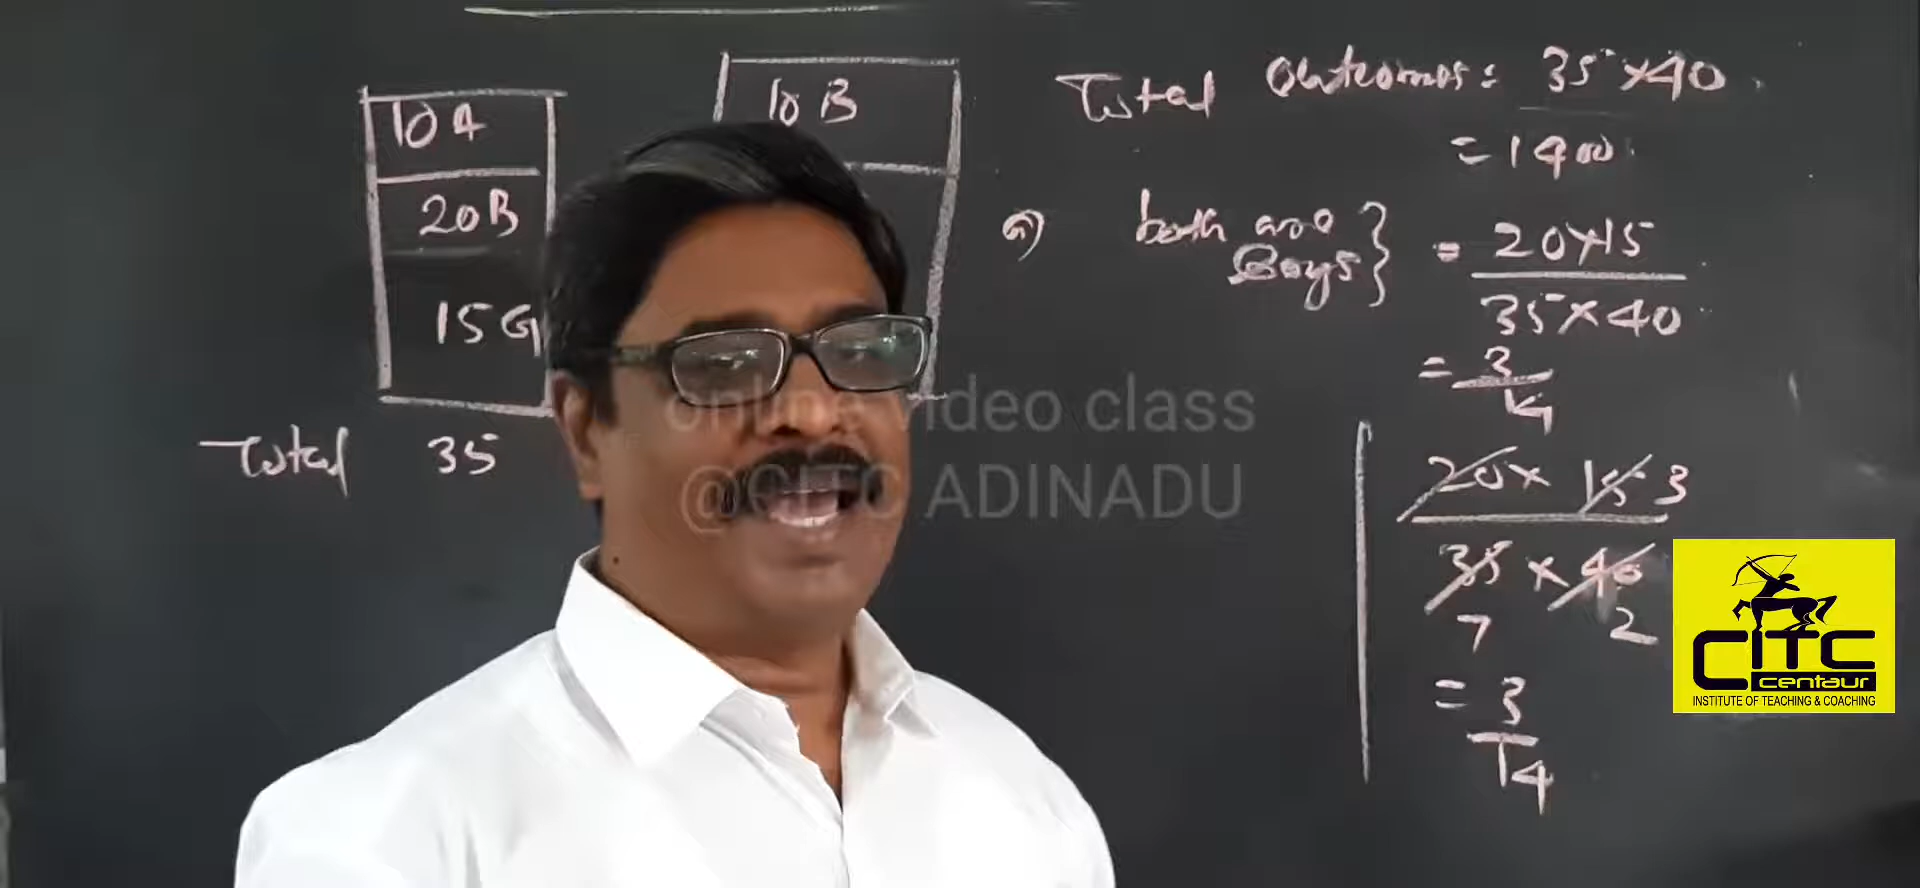 10 A
20 B
15 G
Total 35
10 B
Total outcomes = 35 × 40
= 1400
both are
Boys } = 20×15
35×40
= 3
14
20 × 15 3
35 × 40
7 2
= 3
14
online video class
@CITC ADINADU
CITC
centaur
INSTITUTE OF TEACHING & COACHING